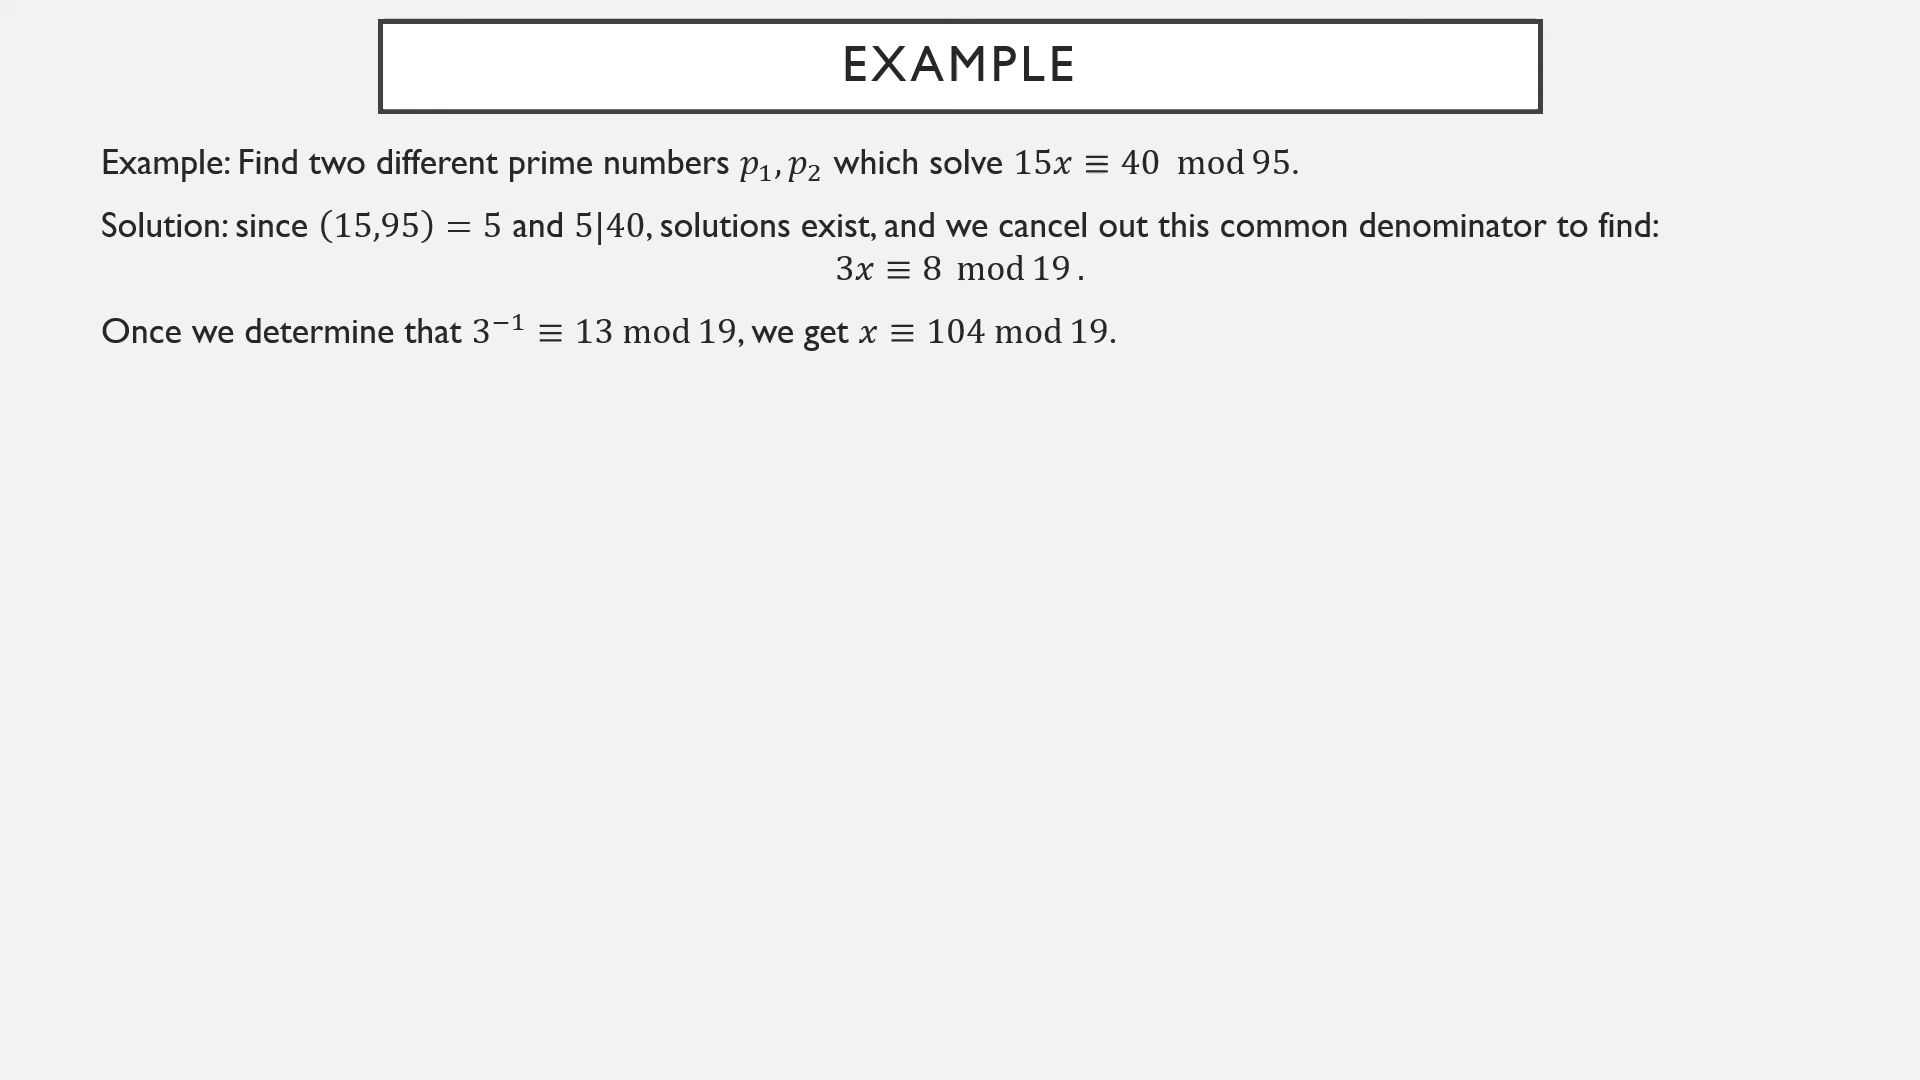 EXAMPLE
Example: Find two different prime numbers p₁, p₂ which solve 15x ≡ 40 mod 95.
Solution: since (15,95) = 5 and 5|40, solutions exist, and we cancel out this common denominator to find:
3x ≡ 8 mod 19.
Once we determine that 3⁻¹ ≡ 13 mod 19, we get x ≡ 104 mod 19.